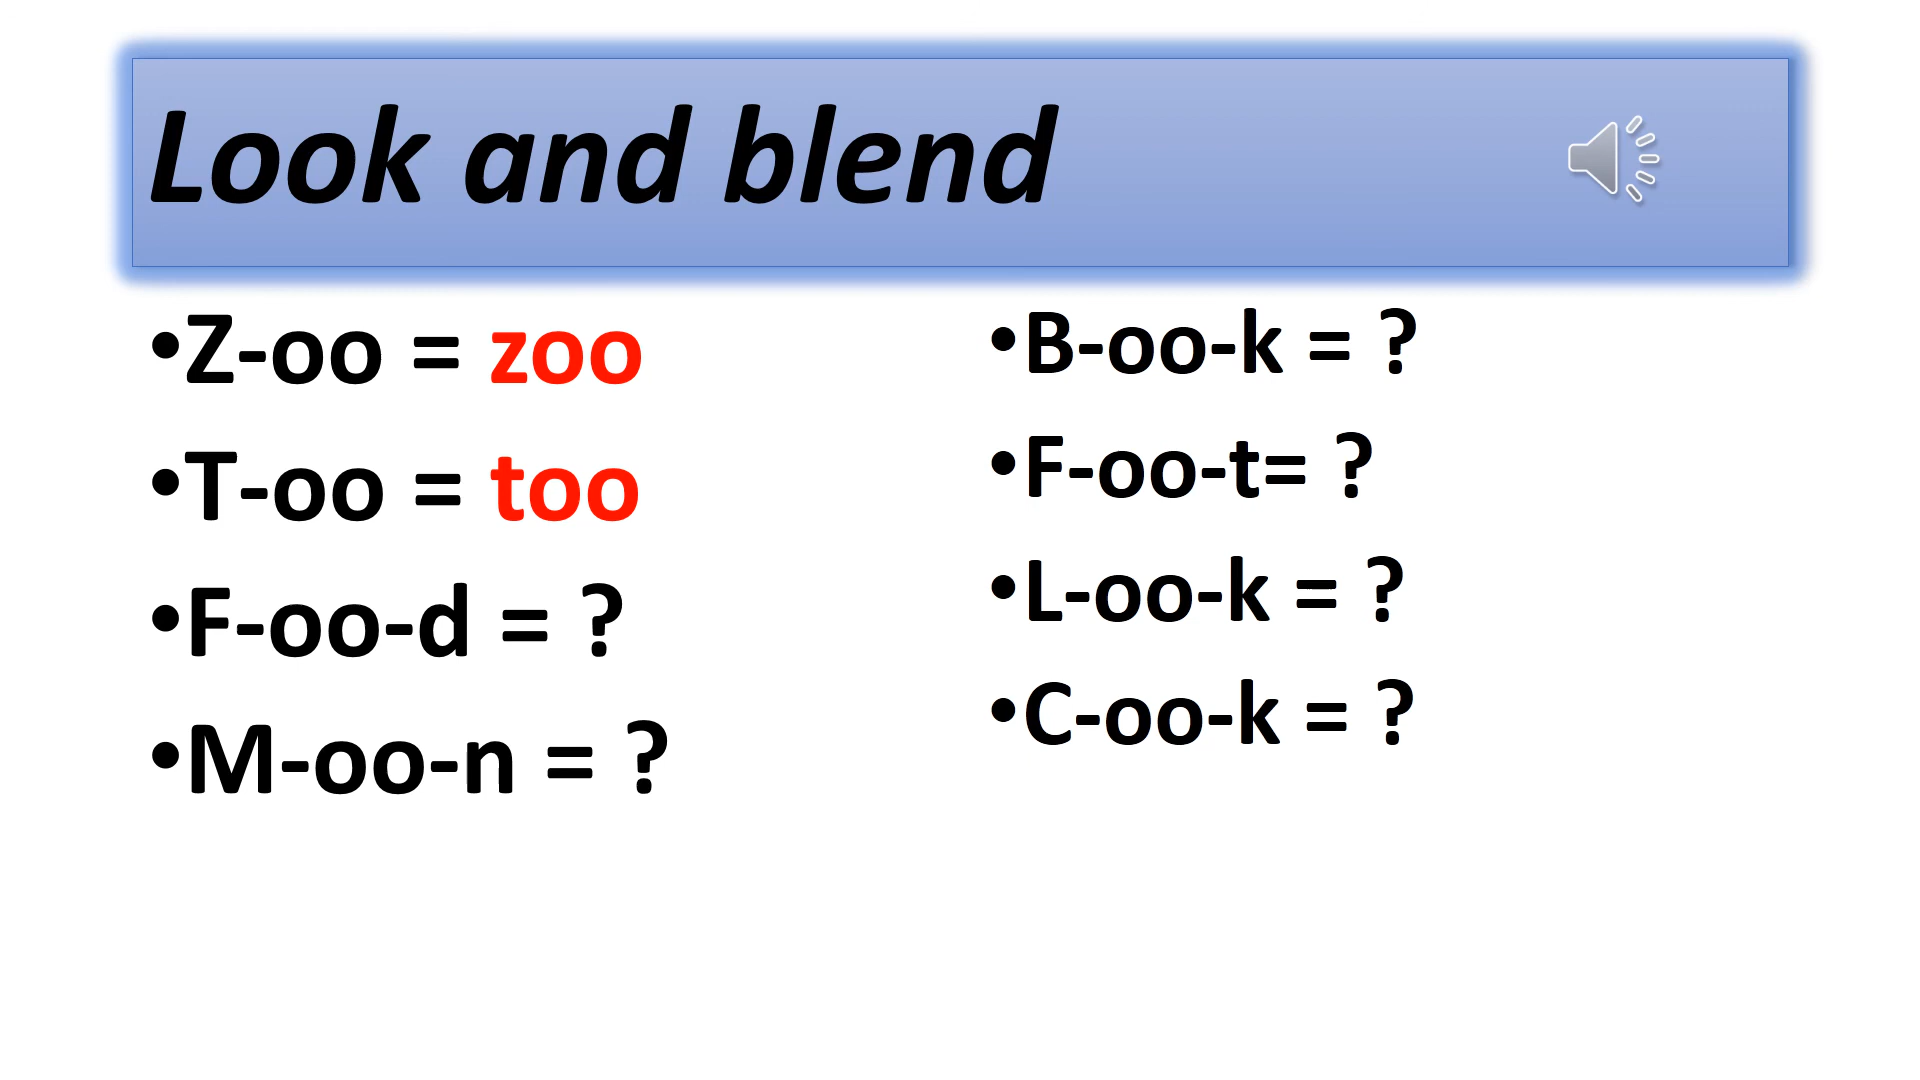 Look and blend
•Z-oo = zoo
•T-oo = too
•F-oo-d = ?
•M-oo-n = ?
•B-oo-k = ?
•F-oo-t= ?
•L-oo-k = ?
•C-oo-k = ?